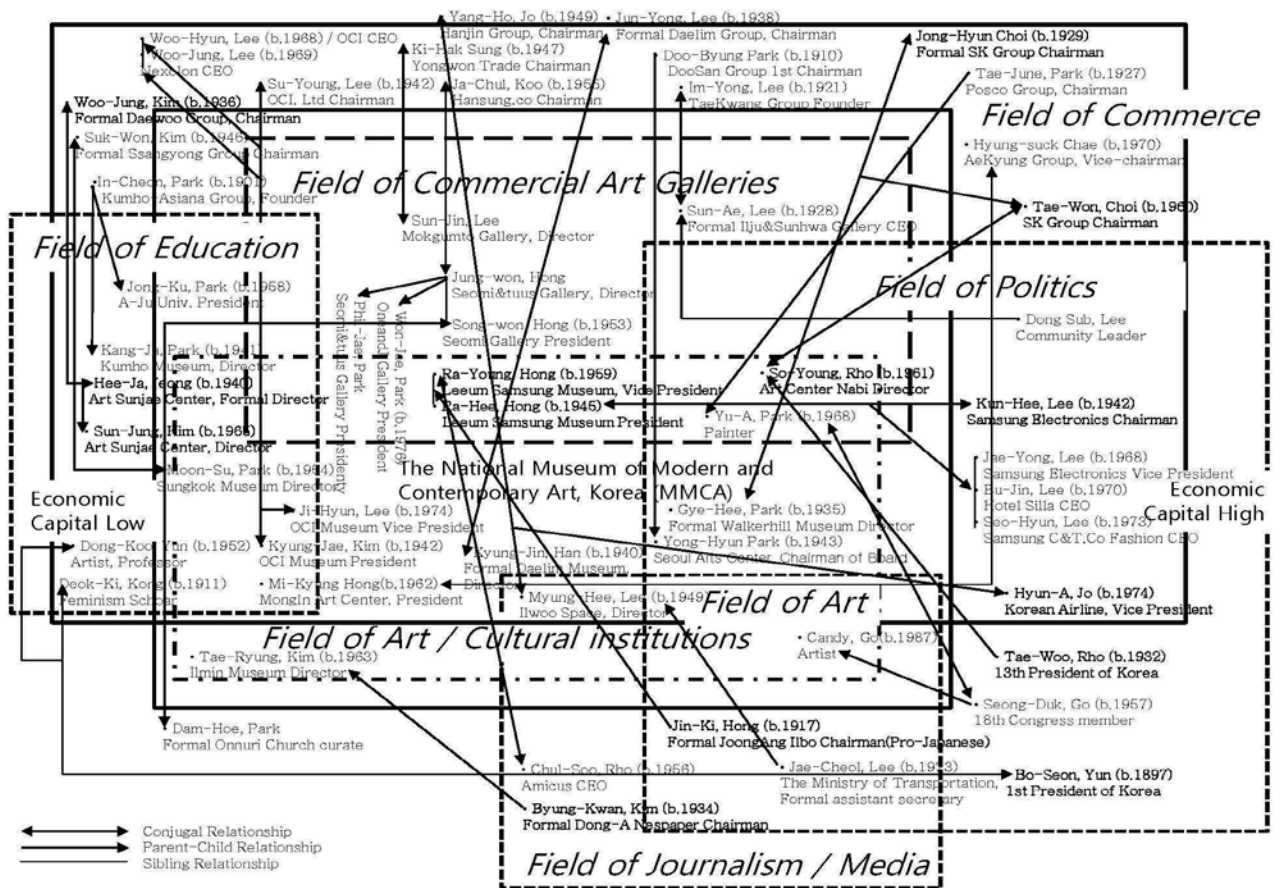 • Yang-Ho, Jo (b.1949)
Hanjin Group, Chairman
• Jun-Yong, Lee (b.1938)
Formal Daelim Group, Chairman
• Woo-Hyun, Lee (b.1968) / OCI CEO
• Woo-Jung, Lee (b.1969)
Nexolon CEO
Ki-Hak Sung (b.1947)
Yongwon Trade Chairman
• Doo-Byung Park (b.1910)
DooSan Group 1st Chairman
Jong-Hyun Choi (b.1929)
Formal SK Group Chairman
• Su-Young, Lee (b.1942)
OCI, Ltd Chairman
• Ja-Chul, Koo (b.1955)
Hansung.co Chairman
• Im-Yong, Lee (b.1921)
TaeKwang Group Founder
• Tae-June, Park (b.1927)
Posco Group, Chairman
Woo-Jung, Kim (b.1936)
Formal Daewoo Group, Chairman
Field of Commerce
• Suk-Won, Kim (b.1946)
Formal Ssangyong Group Chairman
• Hyung-suck Chae (b.1970)
AeKyung Group, Vice-chairman
• In-Cheon, Park (b.1901)
Kumho-Asiana Group, Founder
Field of Commercial Art Galleries
Sun-Jin, Lee
Mokgumto Gallery, Director
• Sun-Ae, Lee (b.1928)
Formal Ilju&Sunhwa Gallery CEO
• Tae-Won, Choi (b.1960)
SK Group Chairman
Field of Education
Jong-Ku, Park (b.1958)
A-Ju Univ. President
Jung-won, Hong
Seomi&tuus Gallery, Director
Field of Politics
Won-Jae, Park (b.1976)
Oneandj Gallery President
Phil-Jae, Park
Seomi&tuus Gallery Presidenty
Song-won, Hong (b.1953)
Seomi Gallery President
Dong Sub, Lee
Community Leader
• Kang-Ja, Park (b.1941)
Kumho Museum, Director
Hee-Ja, Jeong (b.1940)
Art Sunjae Center, Formal Director
Ra-Young, Hong (b.1959)
Leeum Samsung Museum, Vice President
Ra-Hee, Hong (b.1945)
Leeum Samsung Museum President
• So-Young, Rho (b.1961)
Art Center Nabi Director
• Yu-A, Park (b.1968)
Painter
Kun-Hee, Lee (b.1942)
Samsung Electronics Chairman
• Sun-Jung, Kim (b.1965)
Art Sunjae Center, Director
• Moon-Su, Park (b.1954)
Sungkok Museum Director
The National Museum of Modern and
Contemporary Art, Korea (MMCA)
Jae-Yong, Lee (b.1968)
Samsung Electronics Vice President
• Bu-Jin, Lee (b.1970)
Hotel Silla CEO
• Seo-Hyun, Lee (b.1973)
Samsung C&T.Co Fashion CEO
Economic
Capital Low
Economic
Capital High
• Ji-Hyun, Lee (b.1974)
OCI Museum Vice President
• Gye-Hee, Park (b.1935)
Formal Walkerhill Museum Director
• Dong-Koo, Yun (b.1952)
Artist, Professor
• Kyung-Jae, Kim (b.1942)
OCI Museum President
Kyung-Jin, Han (b.1940)
Formal Daelim Museum,
Director
• Yong-Hyun Park (b.1943)
Seoul Arts Center, Chairman of Board
Deok-Ki, Kong (b.1911)
Feminism Scholar
• Mi-Kyung Hong(b.1962)
MongIn Art Center, President
• Myung-Hee, Lee (b.1949)
Ilwoo Space, Director
Field of Art
• Hyun-A, Jo (b.1974)
Korean Airline, Vice President
Field of Art / Cultural institutions
• Candy, Go(b.1987)
Artist
• Tae-Ryung, Kim (b.1963)
Ilmin Museum Director
Tae-Woo, Rho (b.1932)
13th President of Korea
• Seong-Duk, Go (b.1957)
18th Congress member
• Dam-Hoe, Park
Formal Onnuri Church curate
Jin-Ki, Hong (b.1917)
Formal JoongAng Ilbo Chairman(Pro-Japanese)
• Chul-Soo, Rho (b.1956)
Amicus CEO
• Jae-Cheol, Lee (b.1923)
The Ministry of Transportation,
Formal assistant secretary
Bo-Seon, Yun (b.1897)
1st President of Korea
Byung-Kwan, Kim (b.1934)
Formal Dong-A Nespaper Chairman
Conjugal Relationship
Parent-Child Relationship
Sibling Relationship
Field of Journalism / Media